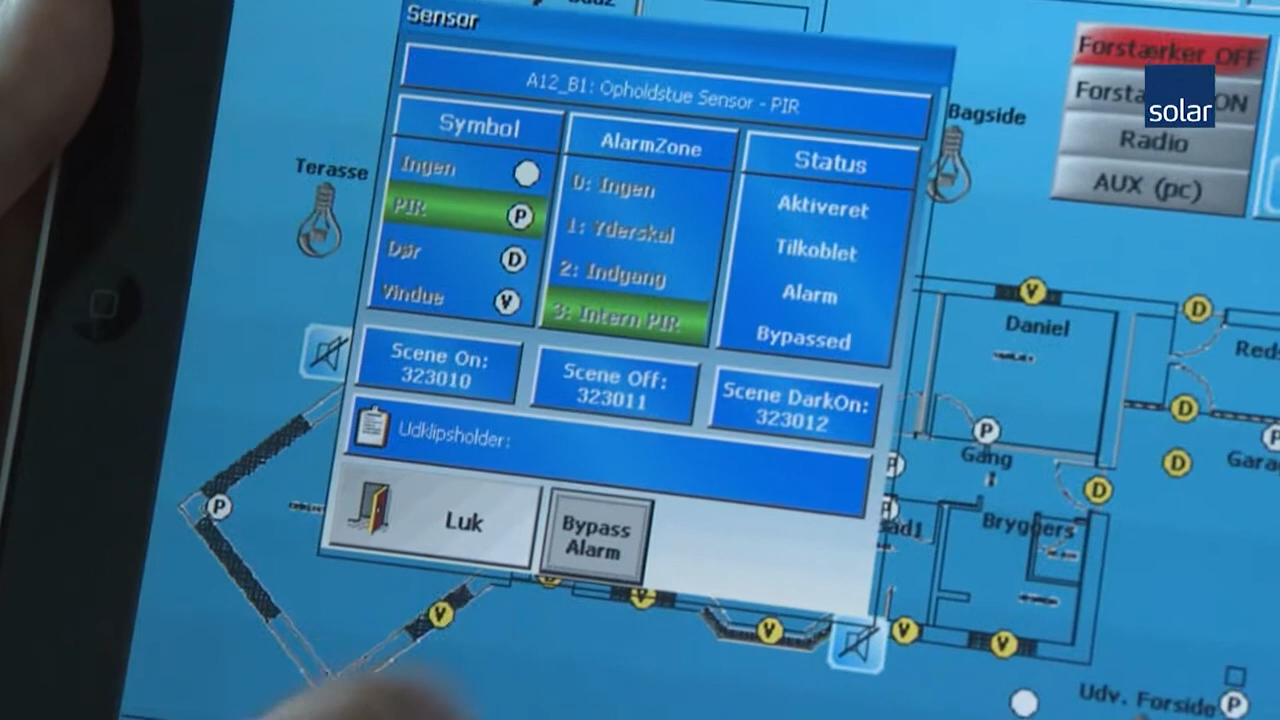 Sensor
A12_B1: Opholdstue Sensor - PIR
Symbol
Ingen
PIR
P
Dør
D
Vindue
V
AlarmZone
0: Ingen
1: Yderskal
2: Indgang
3: Intern PIR
Status
Aktiveret
Tilkoblet
Alarm
Bypassed
Scene On:
323010
Scene Off:
323011
Scene DarkOn:
323012
Udklipsholder:
Luk
Bypass
Alarm
Terasse
Bagside
Forstærker OFF
ON
Radio
AUX (pc)
solar
V
D
Daniel
D
P
Gang
D
D
P
Bryggers
P
V
V
V
V
V
Udv. Forside
P